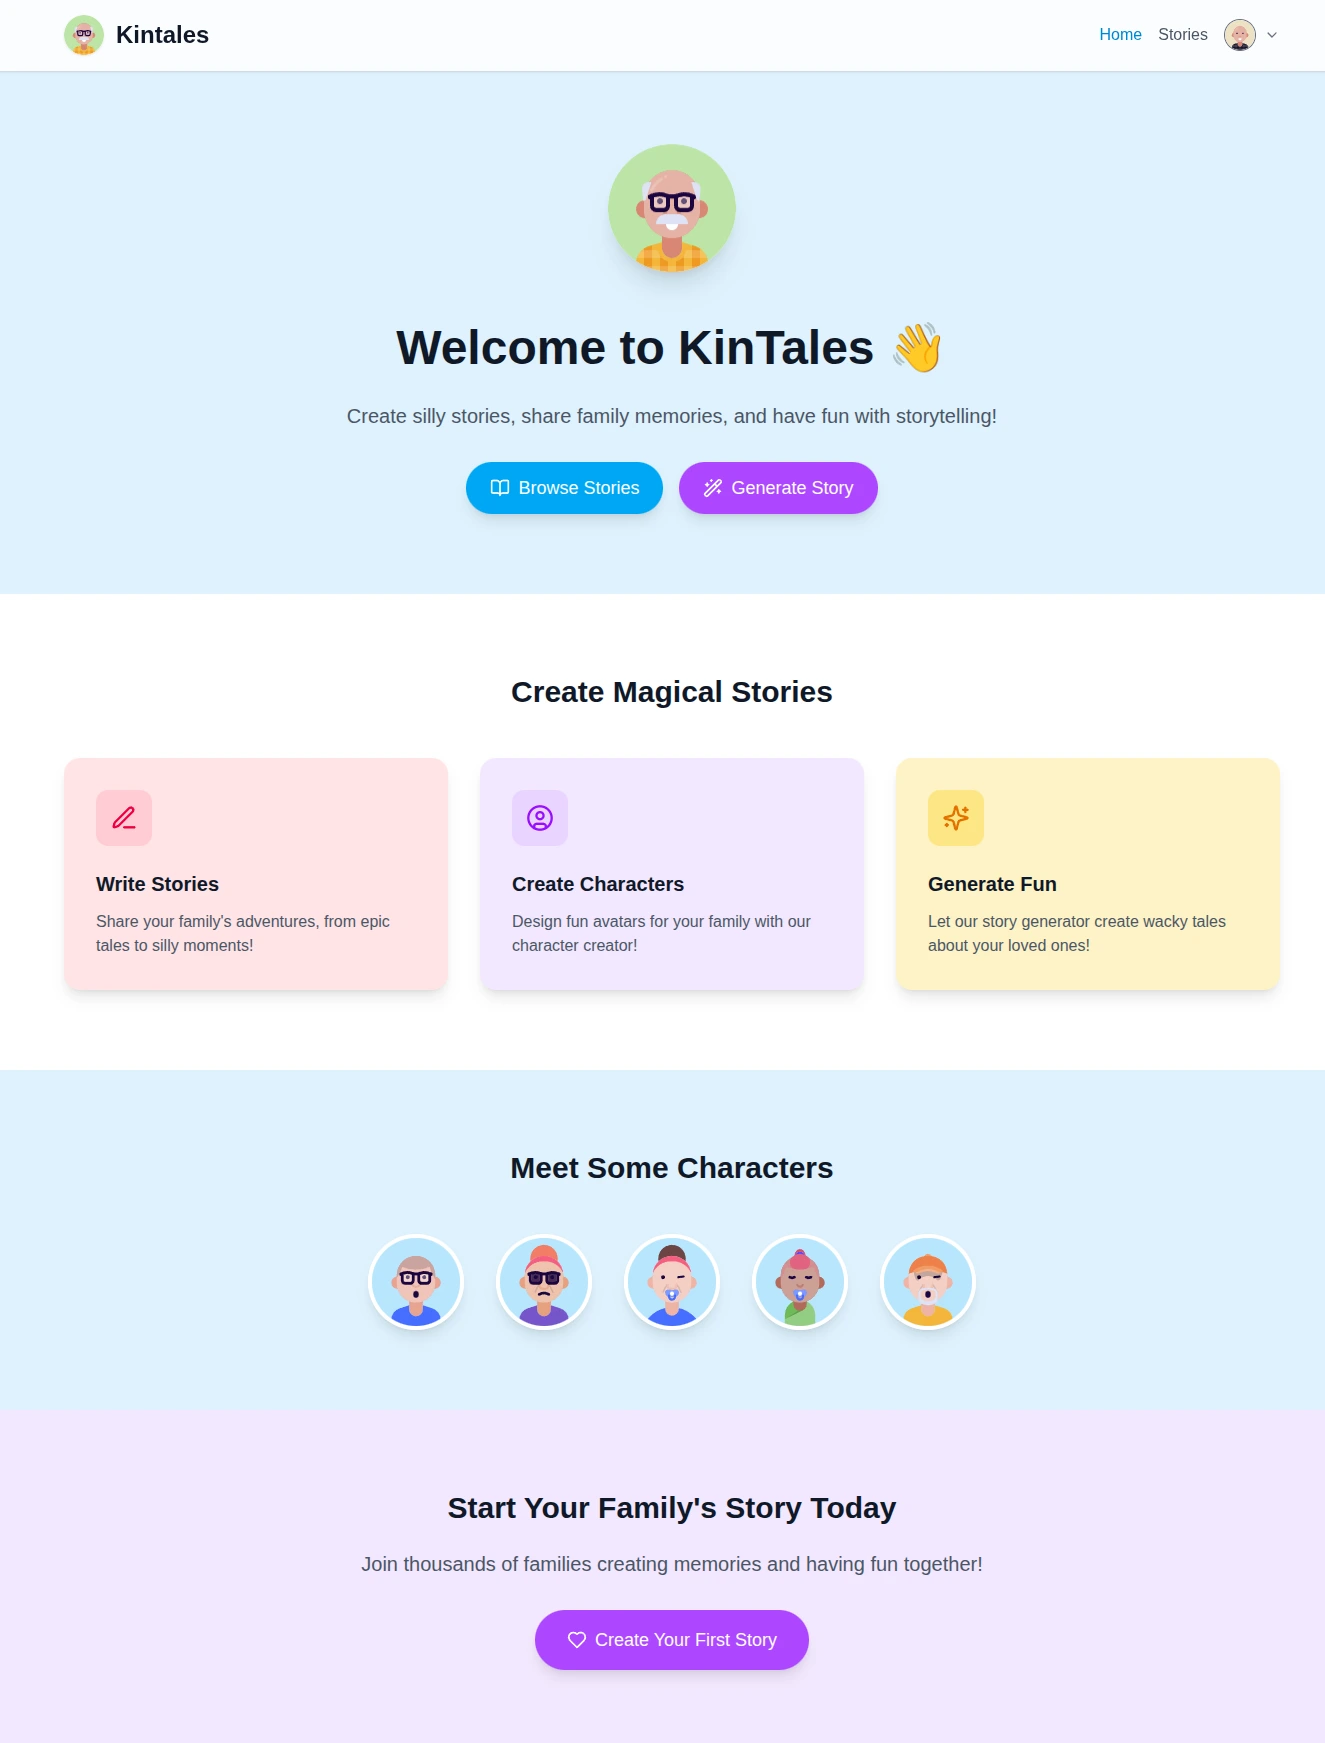 Kintales
Home
Stories
Welcome to KinTales 👋
Create silly stories, share family memories, and have fun with storytelling!
Browse Stories
Generate Story
Create Magical Stories
Write Stories
Share your family's adventures, from epic
tales to silly moments!
Create Characters
Design fun avatars for your family with our
character creator!
Generate Fun
Let our story generator create wacky tales
about your loved ones!
Meet Some Characters
Start Your Family's Story Today
Join thousands of families creating memories and having fun together!
Create Your First Story